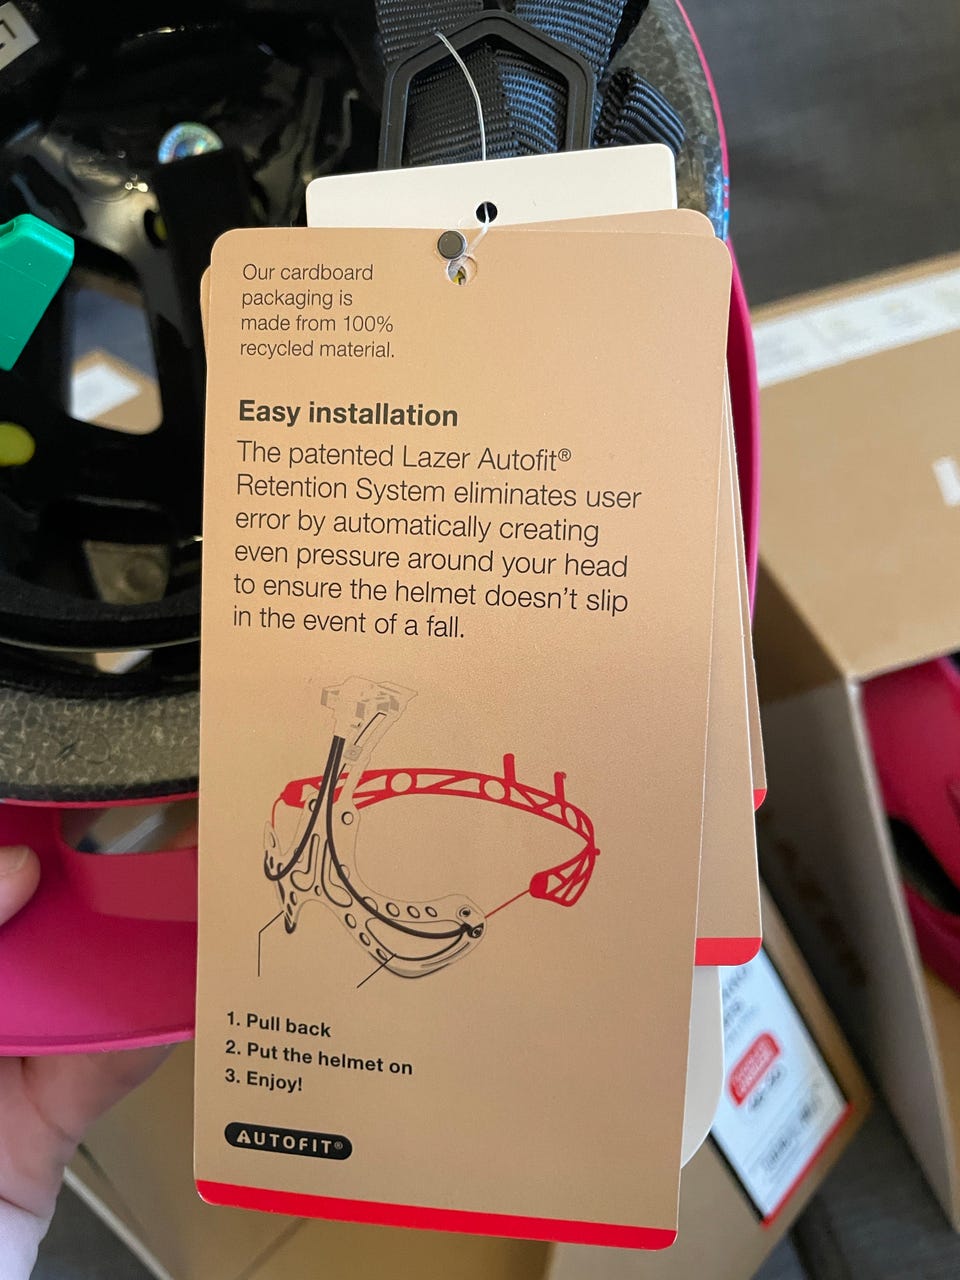 Our cardboard
packaging is
made from 100%
recycled material.
Easy installation
The patented Lazer Autofit®
Retention System eliminates user
error by automatically creating
even pressure around your head
to ensure the helmet doesn't slip
in the event of a fall.
1. Pull back
2. Put the helmet on
3. Enjoy!
AUTOFIT®